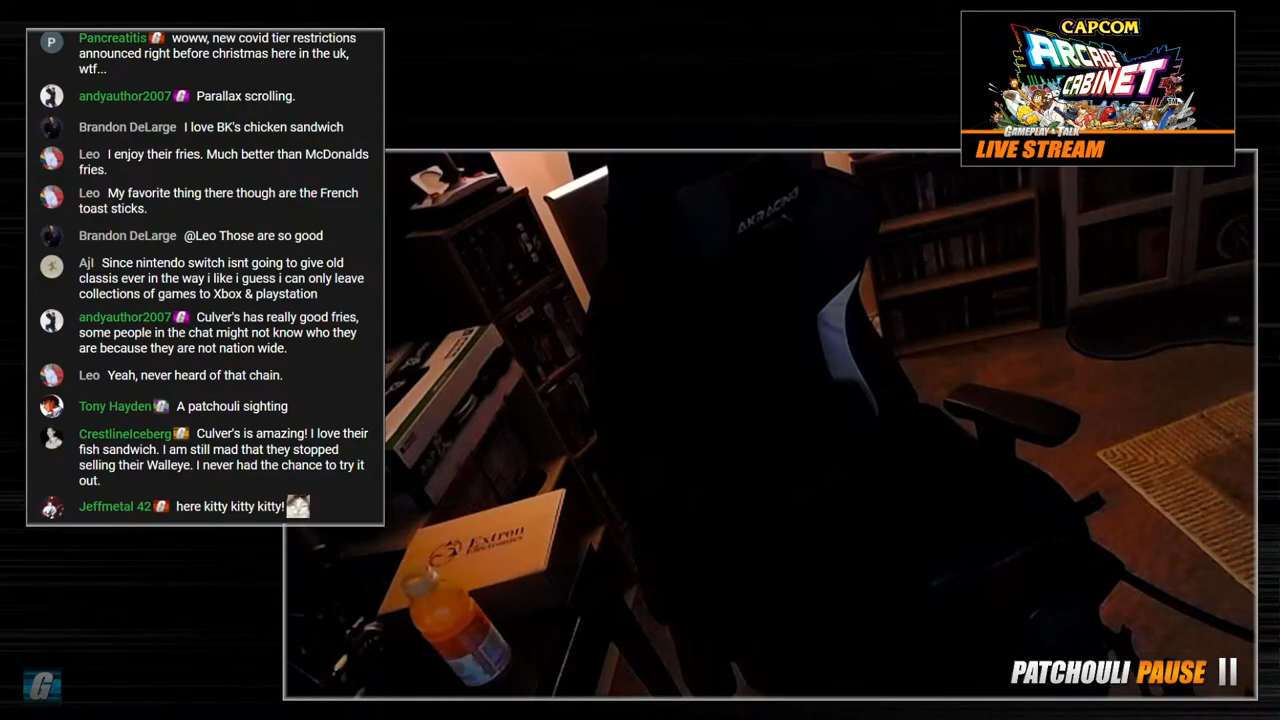 Pancreatitis woww, new covid tier restrictions
announced right before christmas here in the uk,
wtf...
andyauthor2007 Parallax scrolling.
Brandon DeLarge I love BK's chicken sandwich
Leo I enjoy their fries. Much better than McDonalds
fries.
Leo My favorite thing there though are the French
toast sticks.
Brandon DeLarge @Leo Those are so good
AjI Since nintendo switch isnt going to give old
classis ever in the way i like i guess i can only leave
collections of games to Xbox & playstation
andyauthor2007 Culver's has really good fries,
some people in the chat might not know who they
are because they are not nation wide.
Leo Yeah, never heard of that chain.
Tony Hayden A patchouli sighting
CrestlineIceberg Culver's is amazing! I love their
fish sandwich. I am still mad that they stopped
selling their Walleye. I never had the chance to try it
out.
Jeffmetal 42 here kitty kitty kitty!
P
G
CAPCOM
ARCADE
CABINET
GAMEPLAY & TALK
LIVE STREAM
AKRACING
Extron
Electronics
PATCHOULI PAUSE